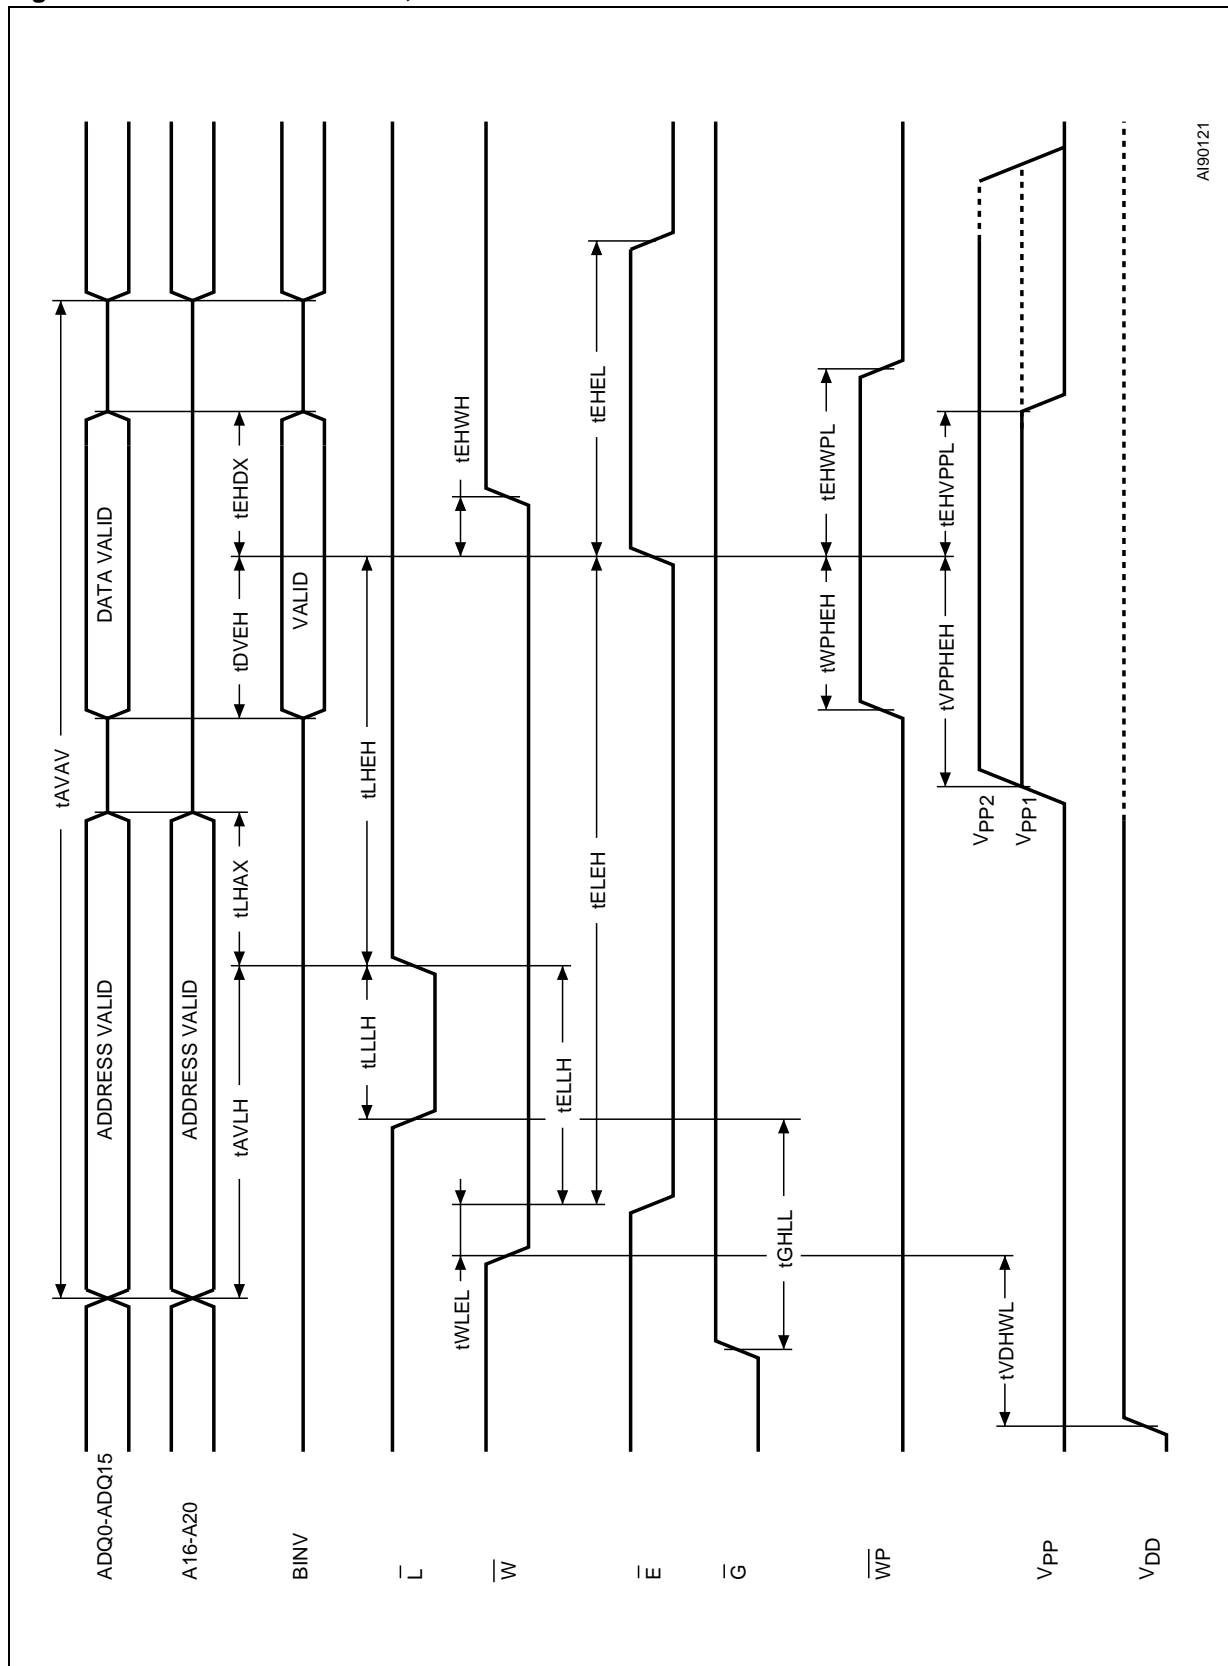 ADQ0-ADQ15
A16-A20
BINV
L
W
E
G
WP
VPP
VDD
tAVAV
ADDRESS VALID
DATA VALID
ADDRESS VALID
tAVLH
tLHAX
tDVEH
tEHDX
VALID
tLLLH
tLHEH
tWLEL
tEHWH
tELLH
tELEH
tEHEL
tGHLL
tWPHEH
tEHWPL
tVPPHEH
tEHVPPL
VPP2
VPP1
tVDHWL
AI90121